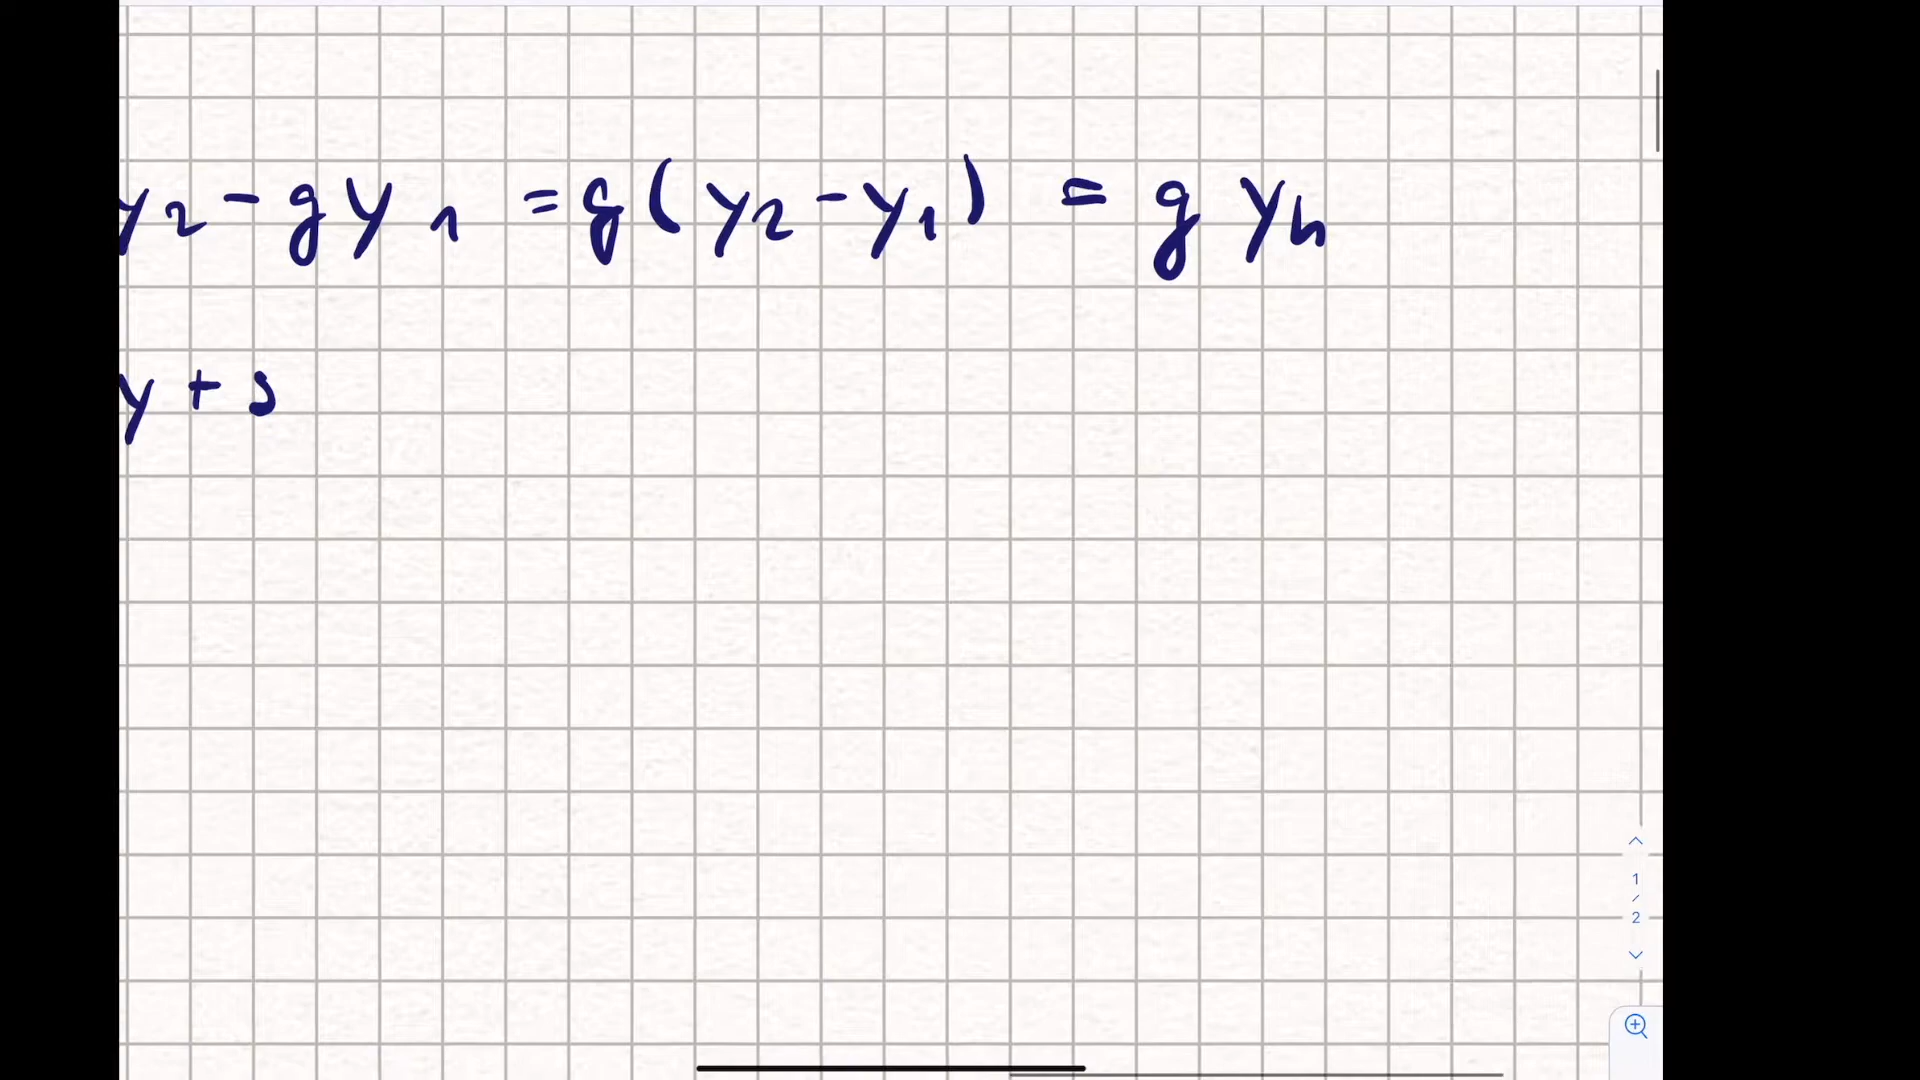 y₂ - gy₁ = g(y₂ - y₁) = g yₕ
y + s
1
/
2